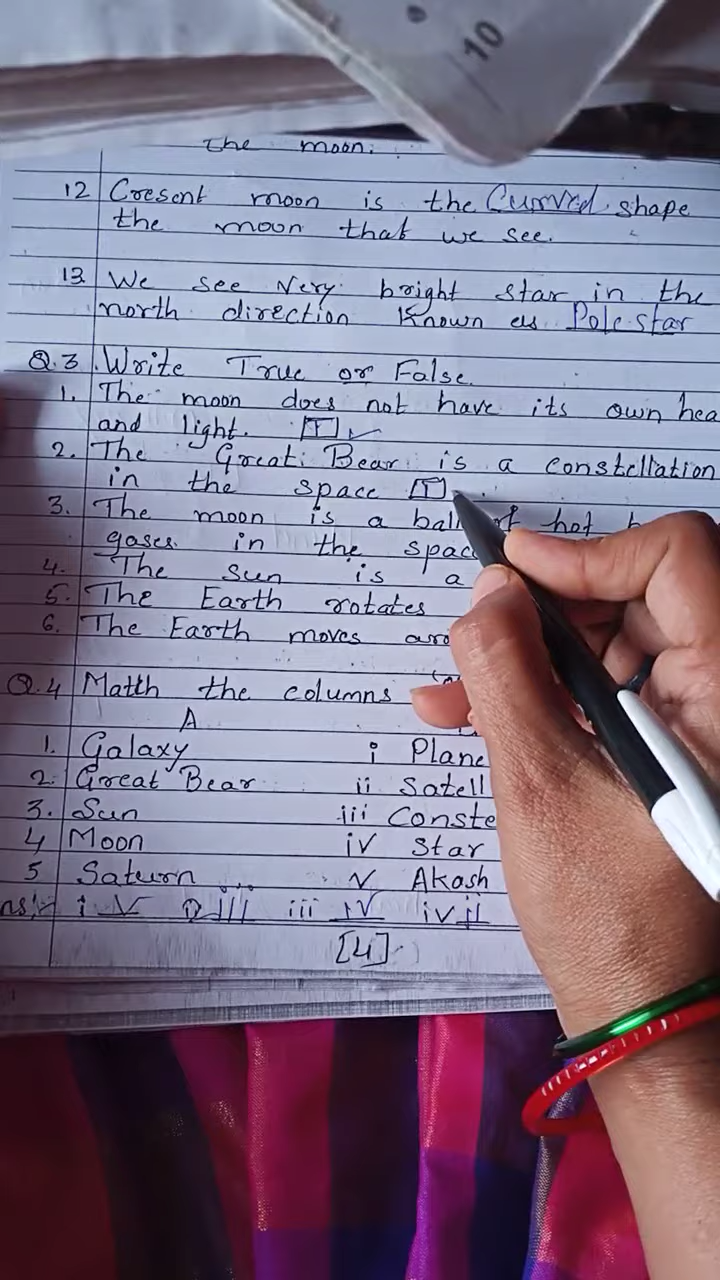 10
the moon.
12 Cresent moon is the Curved shape
the moon that we see.
13 We see very bright star in the
north direction known as Pole star
Q.3 Write True or False.
1. The moon does not have its own hea
and light. [T]
2. The Great Bear is a constellation
in the space [T]
3. The moon is a ball of hot
gases in the spac
4. The sun is a
5. The Earth rotates
6. The Earth moves aro
Q.4 Matth the columns
A
1. Galaxy i Plane
2. Great Bear ii Satell
3. Sun iii Conste
4 Moon iv Star
5 Saturn v Akash
ns:- i V iii iii iv iv ii
[4]